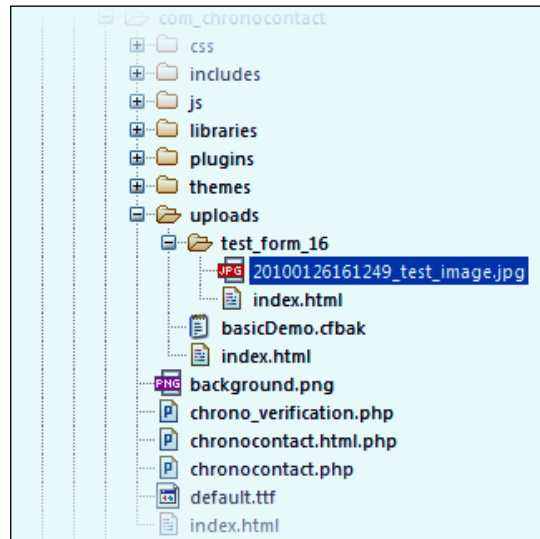 com_chronocontact
css
includes
js
libraries
plugins
themes
uploads
test_form_16
JPG 20100126161249_test_image.jpg
index.html
basicDemo.cfbak
index.html
PNG background.png
P chrono_verification.php
P chronocontact.html.php
P chronocontact.php
default.ttf
index.html